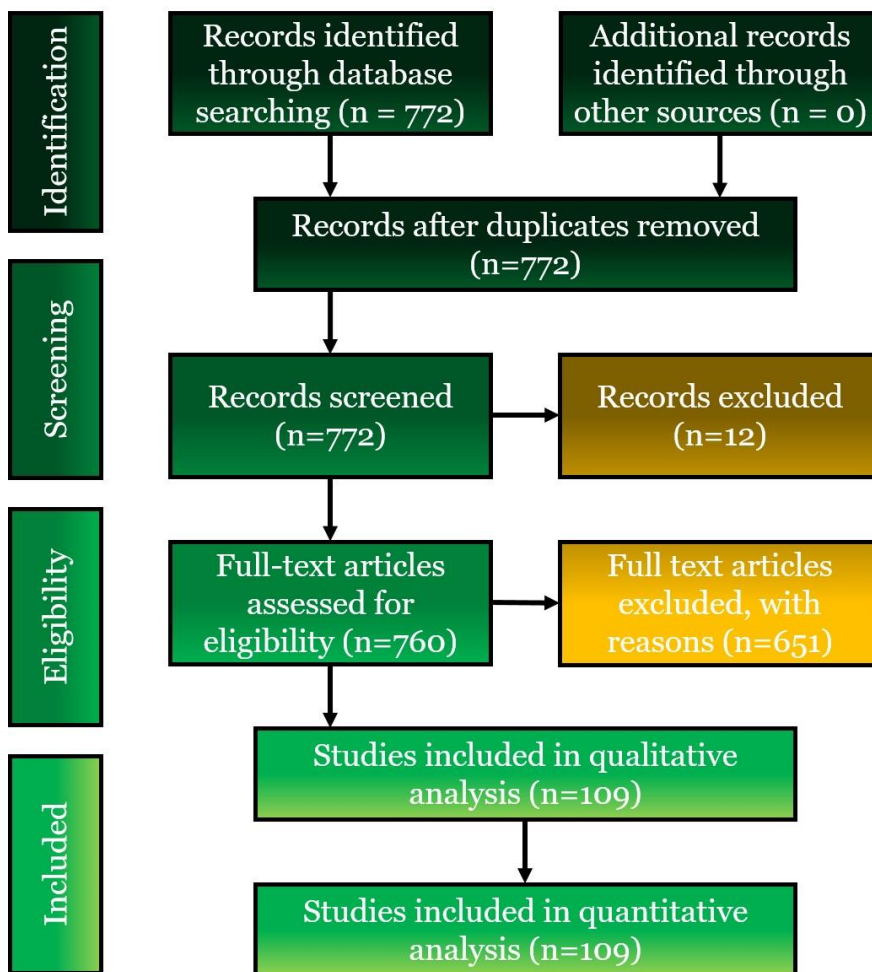 Identification
Records identified
through database
searching (n = 772)
Additional records
identified through
other sources (n = 0)
Records after duplicates removed
(n=772)
Screening
Records screened
(n=772)
Records excluded
(n=12)
Eligibility
Full-text articles
assessed for
eligibility (n=760)
Full text articles
excluded, with
reasons (n=651)
Included
Studies included in qualitative
analysis (n=109)
Studies included in quantitative
analysis (n=109)